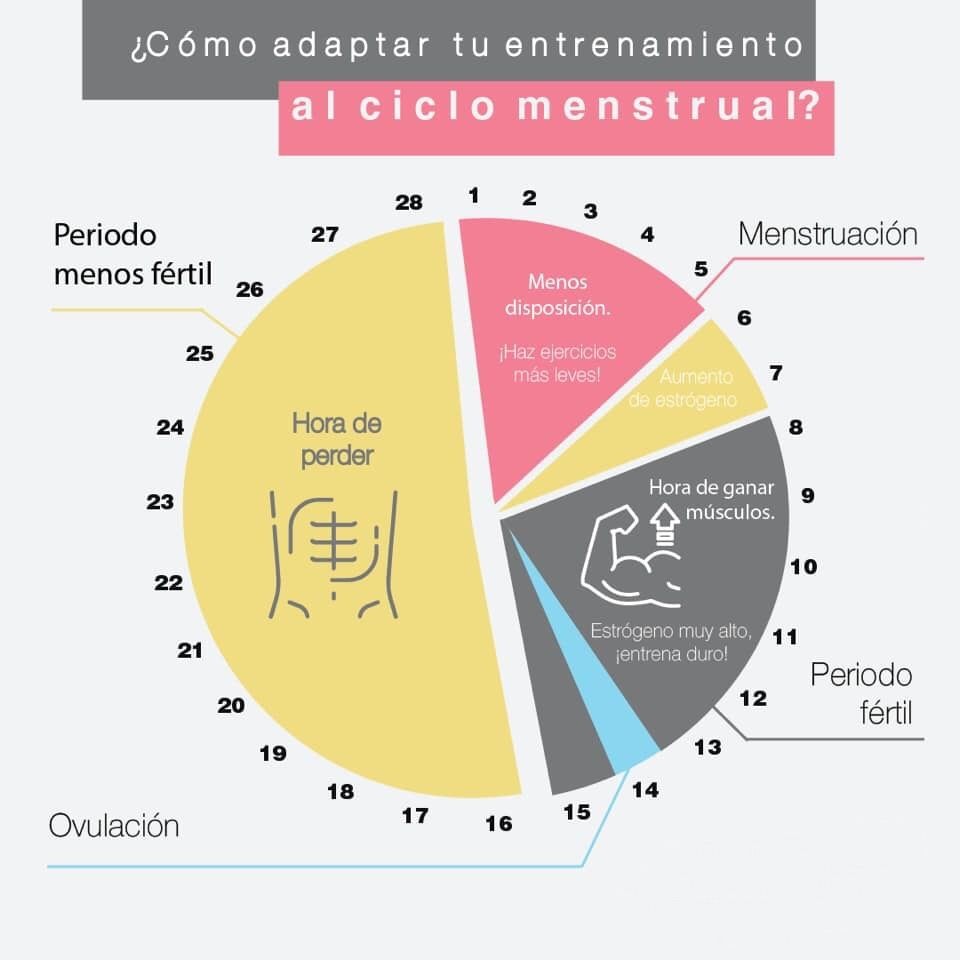 ¿Cómo adaptar tu entrenamiento
al ciclo menstrual?
28
1
2
3
4
5
6
7
8
9
10
11
12
13
14
15
16
17
18
19
20
21
22
23
24
25
26
27
Periodo
menos fértil
Menstruación
Menos
disposición.
¡Haz ejercicios
más leves!
Aumento
de estrógeno
Hora de
perder
Hora de ganar
músculos.
Estrógeno muy alto,
¡entrena duro!
Periodo
fértil
Ovulación